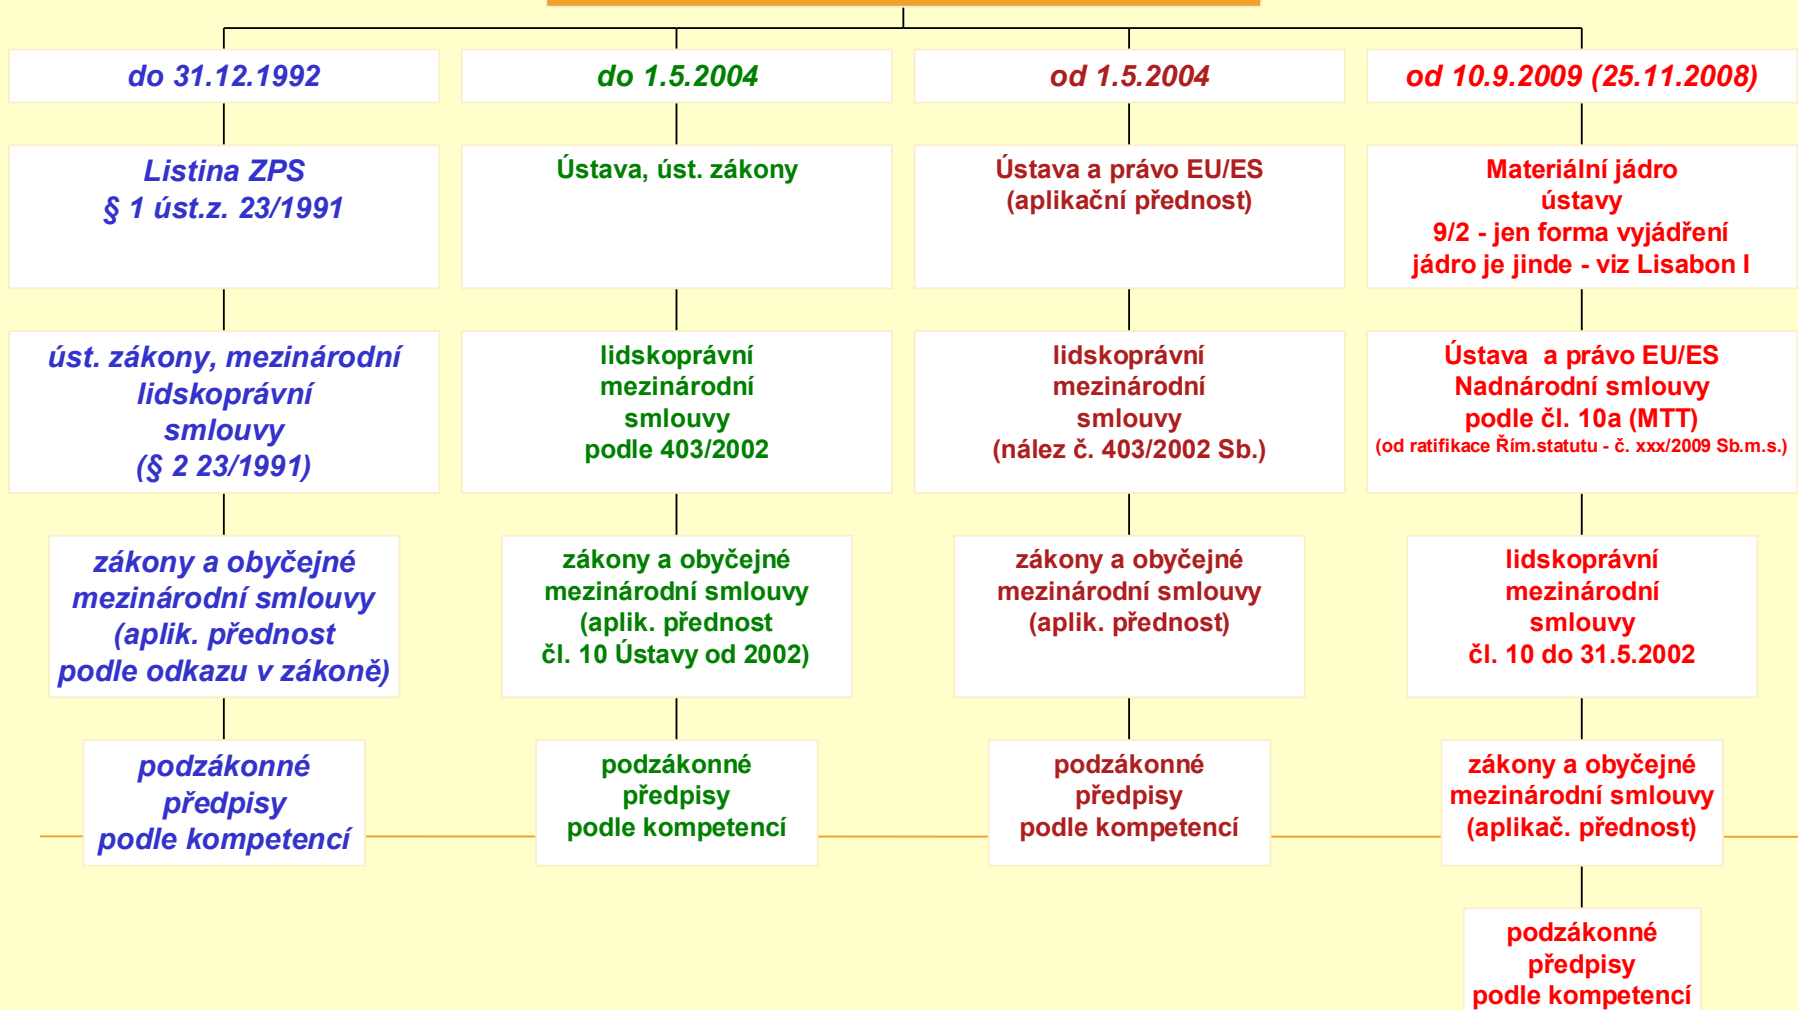 do 31.12.1992
Listina ZPS
§ 1 úst.z. 23/1991
úst. zákony, mezinárodní
lidskoprávní
smlouvy
(§ 2 23/1991)
zákony a obyčejné
mezinárodní smlouvy
(aplik. přednost
podle odkazu v zákoně)
podzákonné
předpisy
podle kompetencí
do 1.5.2004
Ústava, úst. zákony
lidskoprávní
mezinárodní
smlouvy
podle 403/2002
zákony a obyčejné
mezinárodní smlouvy
(aplik. přednost
čl. 10 Ústavy od 2002)
podzákonné
předpisy
podle kompetencí
od 1.5.2004
Ústava a právo EU/ES
(aplikační přednost)
lidskoprávní
mezinárodní
smlouvy
(nález č. 403/2002 Sb.)
zákony a obyčejné
mezinárodní smlouvy
(aplik. přednost)
podzákonné
předpisy
podle kompetencí
od 10.9.2009 (25.11.2008)
Materiální jádro
ústavy
9/2 - jen forma vyjádření
jádro je jinde - viz Lisabon I
Ústava a právo EU/ES
Nadnárodní smlouvy
podle čl. 10a (MTT)
(od ratifikace Řím.statutu - č. xxx/2009 Sb.m.s.)
lidskoprávní
mezinárodní
smlouvy
čl. 10 do 31.5.2002
zákony a obyčejné
mezinárodní smlouvy
(aplikač. přednost)
podzákonné
předpisy
podle kompetencí